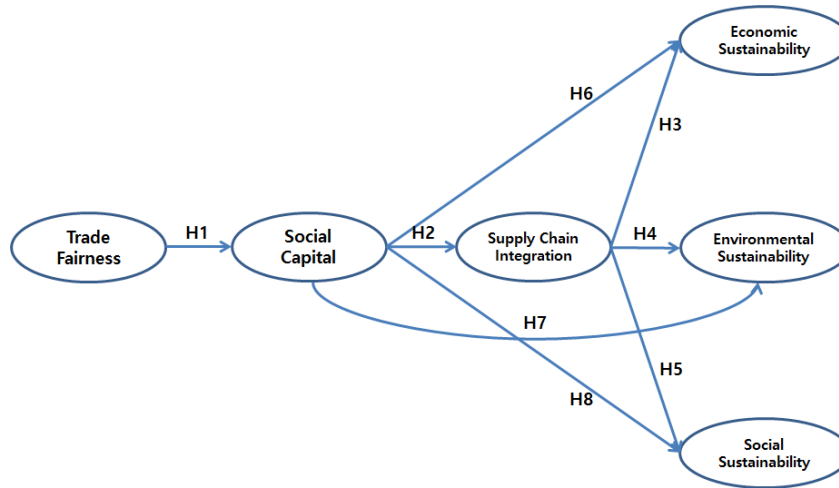 Economic
Sustainability
H6
H3
Trade
Fairness
H1
Social
Capital
H2
Supply Chain
Integration
H4
Environmental
Sustainability
H7
H5
H8
Social
Sustainability